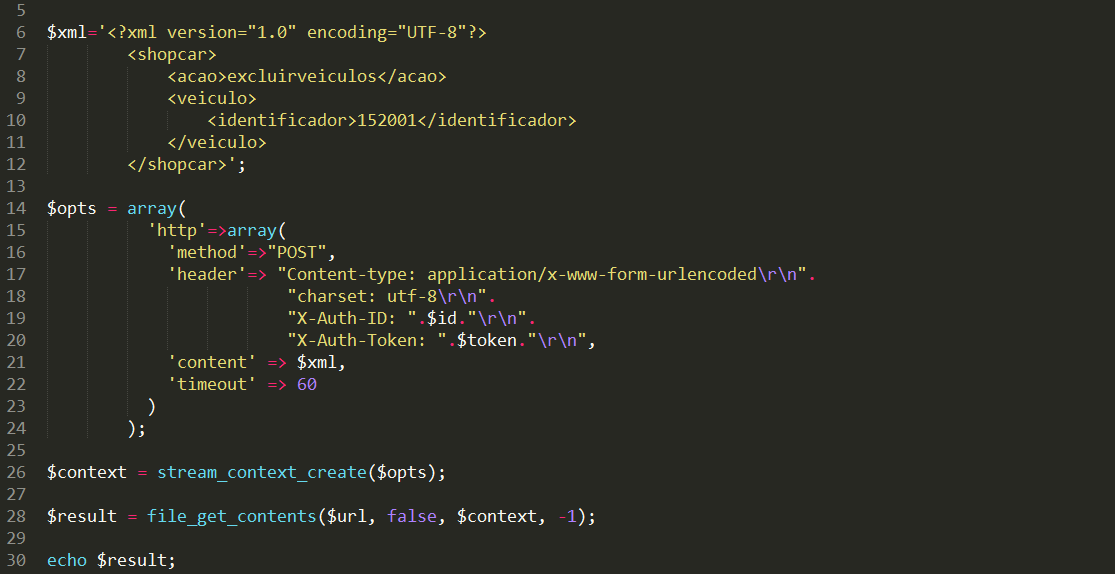 5
6 $xml='<?xml version="1.0" encoding="UTF-8"?>
7 <shopcar>
8 <acao>excluirveiculos</acao>
9 <veiculo>
10 <identificador>152001</identificador>
11 </veiculo>
12 </shopcar>';
13
14 $opts = array(
15 'http'=>array(
16 'method'=>"POST",
17 'header'=> "Content-type: application/x-www-form-urlencoded\r\n".
18 "charset: utf-8\r\n".
19 "X-Auth-ID: ".$id."\r\n".
20 "X-Auth-Token: ".$token."\r\n",
21 'content' => $xml,
22 'timeout' => 60
23 )
24 );
25
26 $context = stream_context_create($opts);
27
28 $result = file_get_contents($url, false, $context, -1);
29
30 echo $result;